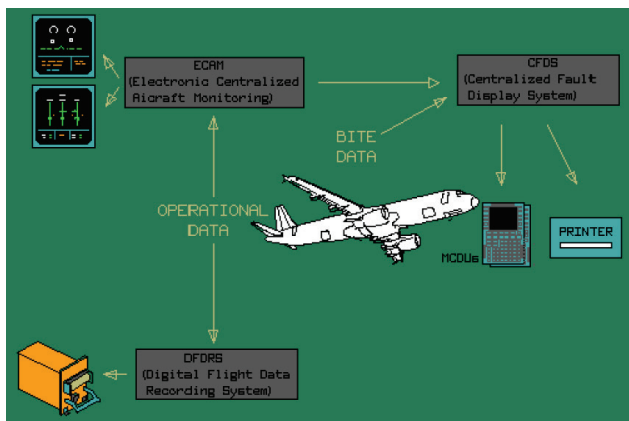 ECAM
(Electronic Centralized
Aicraft Monitoring)
CFDS
(Centralized Fault
Display System)
BITE
DATA
OPERATIONAL
DATA
PRINTER
MCDUs
DFDRS
(Digital Flight Data
Recording System)